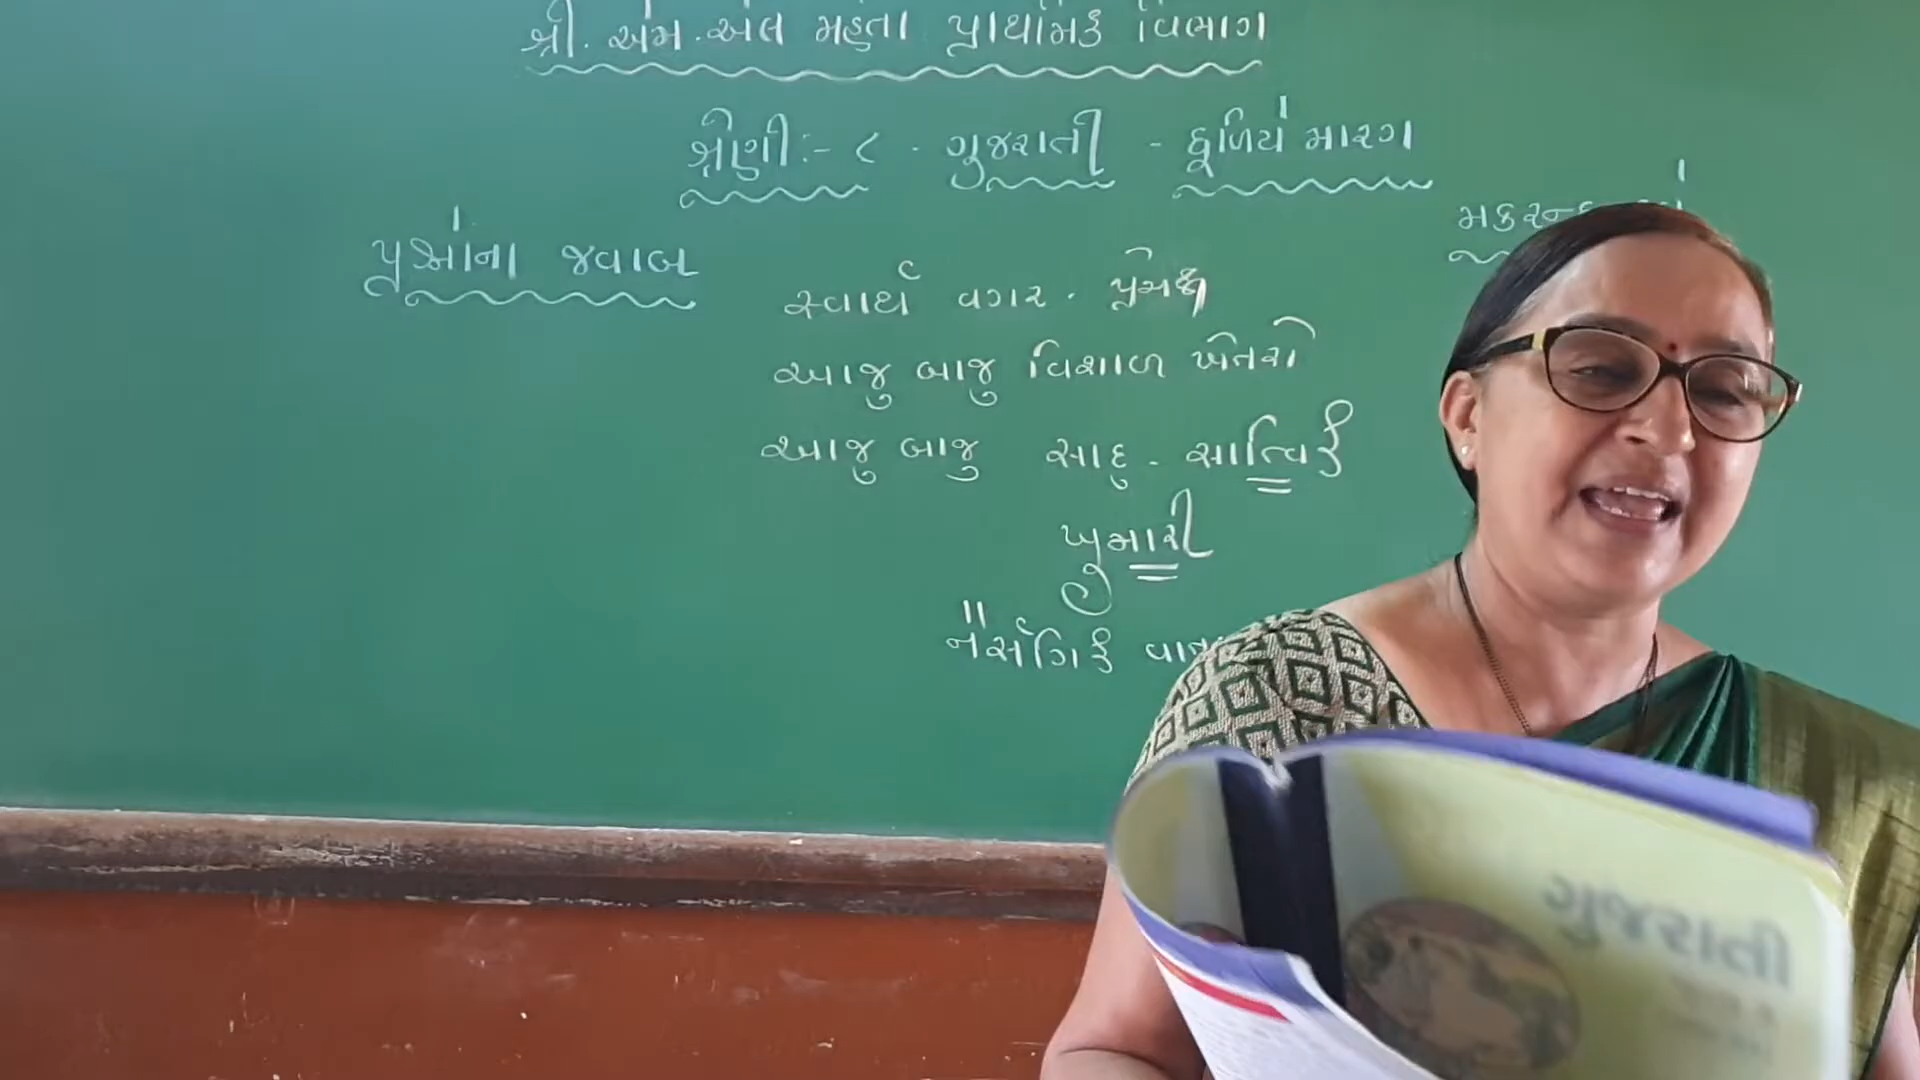 શ્રી. એમ. એલ મહેતા પ્રાથમિક વિભાગ
શ્રેણી:- ૮ - ગુજરાતી - ધૂળિયે મારગ
પ્રશ્નોના જવાબ
સ્વાર્થ વગર - પ્રેમથી
આજુ બાજુ વિશાળ ખેતરો
આજુ બાજુ સાદુ - સાત્વિક
ખુમારી
નૈસર્ગિક
ગુજરાતી